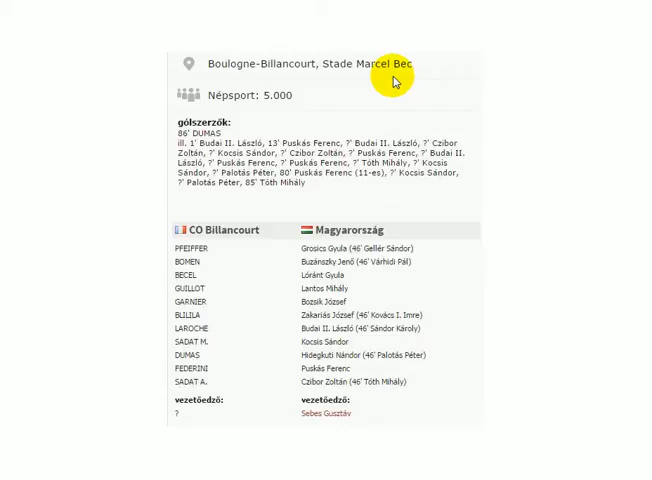 Boulogne-Billancourt, Stade Marcel Bec
Népsport: 5.000
gólszerzők:
86' DUMAS
ill. 1' Budai II. László, 13' Puskás Ferenc, ?' Budai II. László, ?' Czibor
Zoltán, ?' Kocsis Sándor, ?' Czibor Zoltán, ?' Puskás Ferenc, ?' Budai II.
László, ?' Puskás Ferenc, ?' Puskás Ferenc, ?' Tóth Mihály, ?' Kocsis
Sándor, ?' Palotás Péter, 80' Puskás Ferenc (11-es), ?' Kocsis Sándor,
?' Palotás Péter, 85' Tóth Mihály
CO Billancourt Magyarország
PFEIFFER Grosics Gyula (46' Gellér Sándor)
BOMEN Buzánszky Jenő (46' Várhidi Pál)
BECEL Lóránt Gyula
GUILLOT Lantos Mihály
GARNIER Bozsik József
BLILILA Zakariás József (46' Kovács I. Imre)
LAROCHE Budai II. László (46' Sándor Károly)
SADAT M. Kocsis Sándor
DUMAS Hidegkuti Nándor (46' Palotás Péter)
FEDERINI Puskás Ferenc
SADAT A. Czibor Zoltán (46' Tóth Mihály)
vezetőedző: vezetőedző:
? Sebes Gusztáv